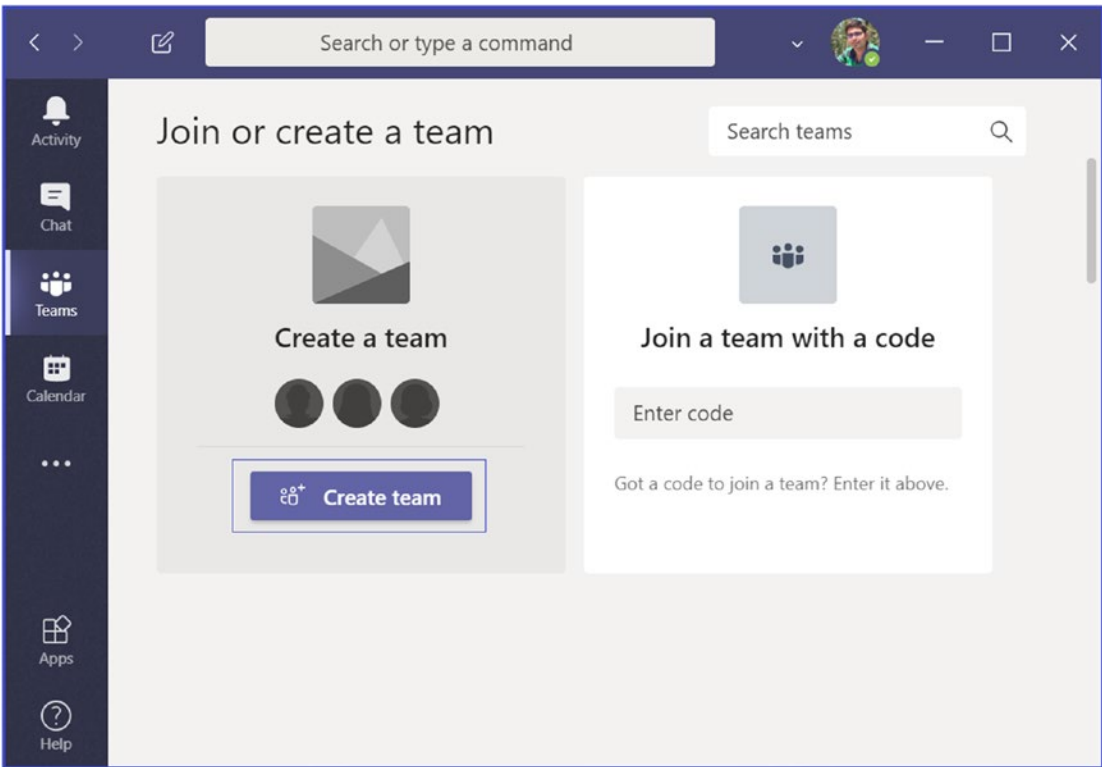 Search or type a command
Activity
Chat
Teams
Calendar
Apps
Help
Join or create a team
Search teams
Create a team
Create team
Join a team with a code
Enter code
Got a code to join a team? Enter it above.